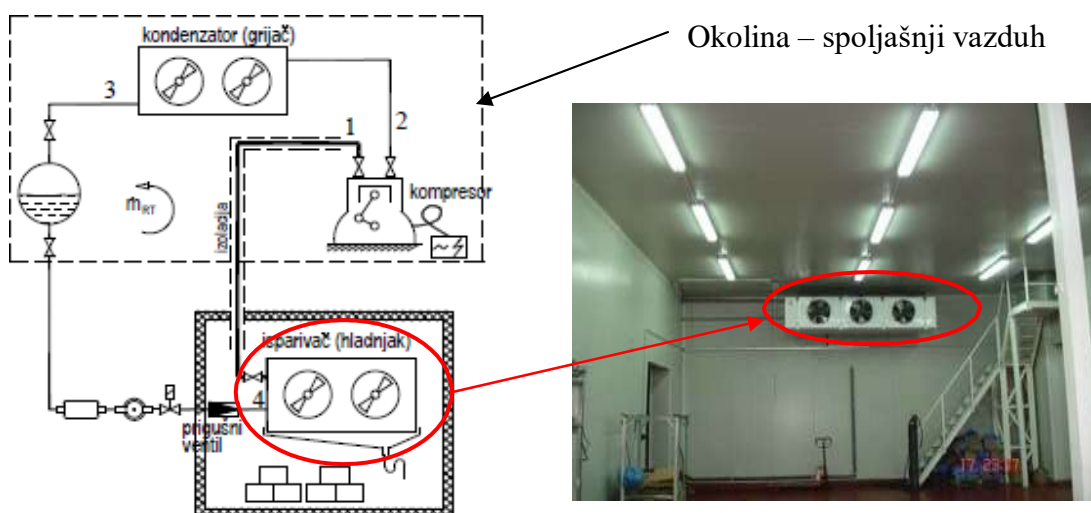 kondenzator (grijač)
Okolina – spoljašnji vazduh
3
1
2
ṁRT
izolacija
kompresor
isparivač (hladnjak)
4
prigušni
ventil